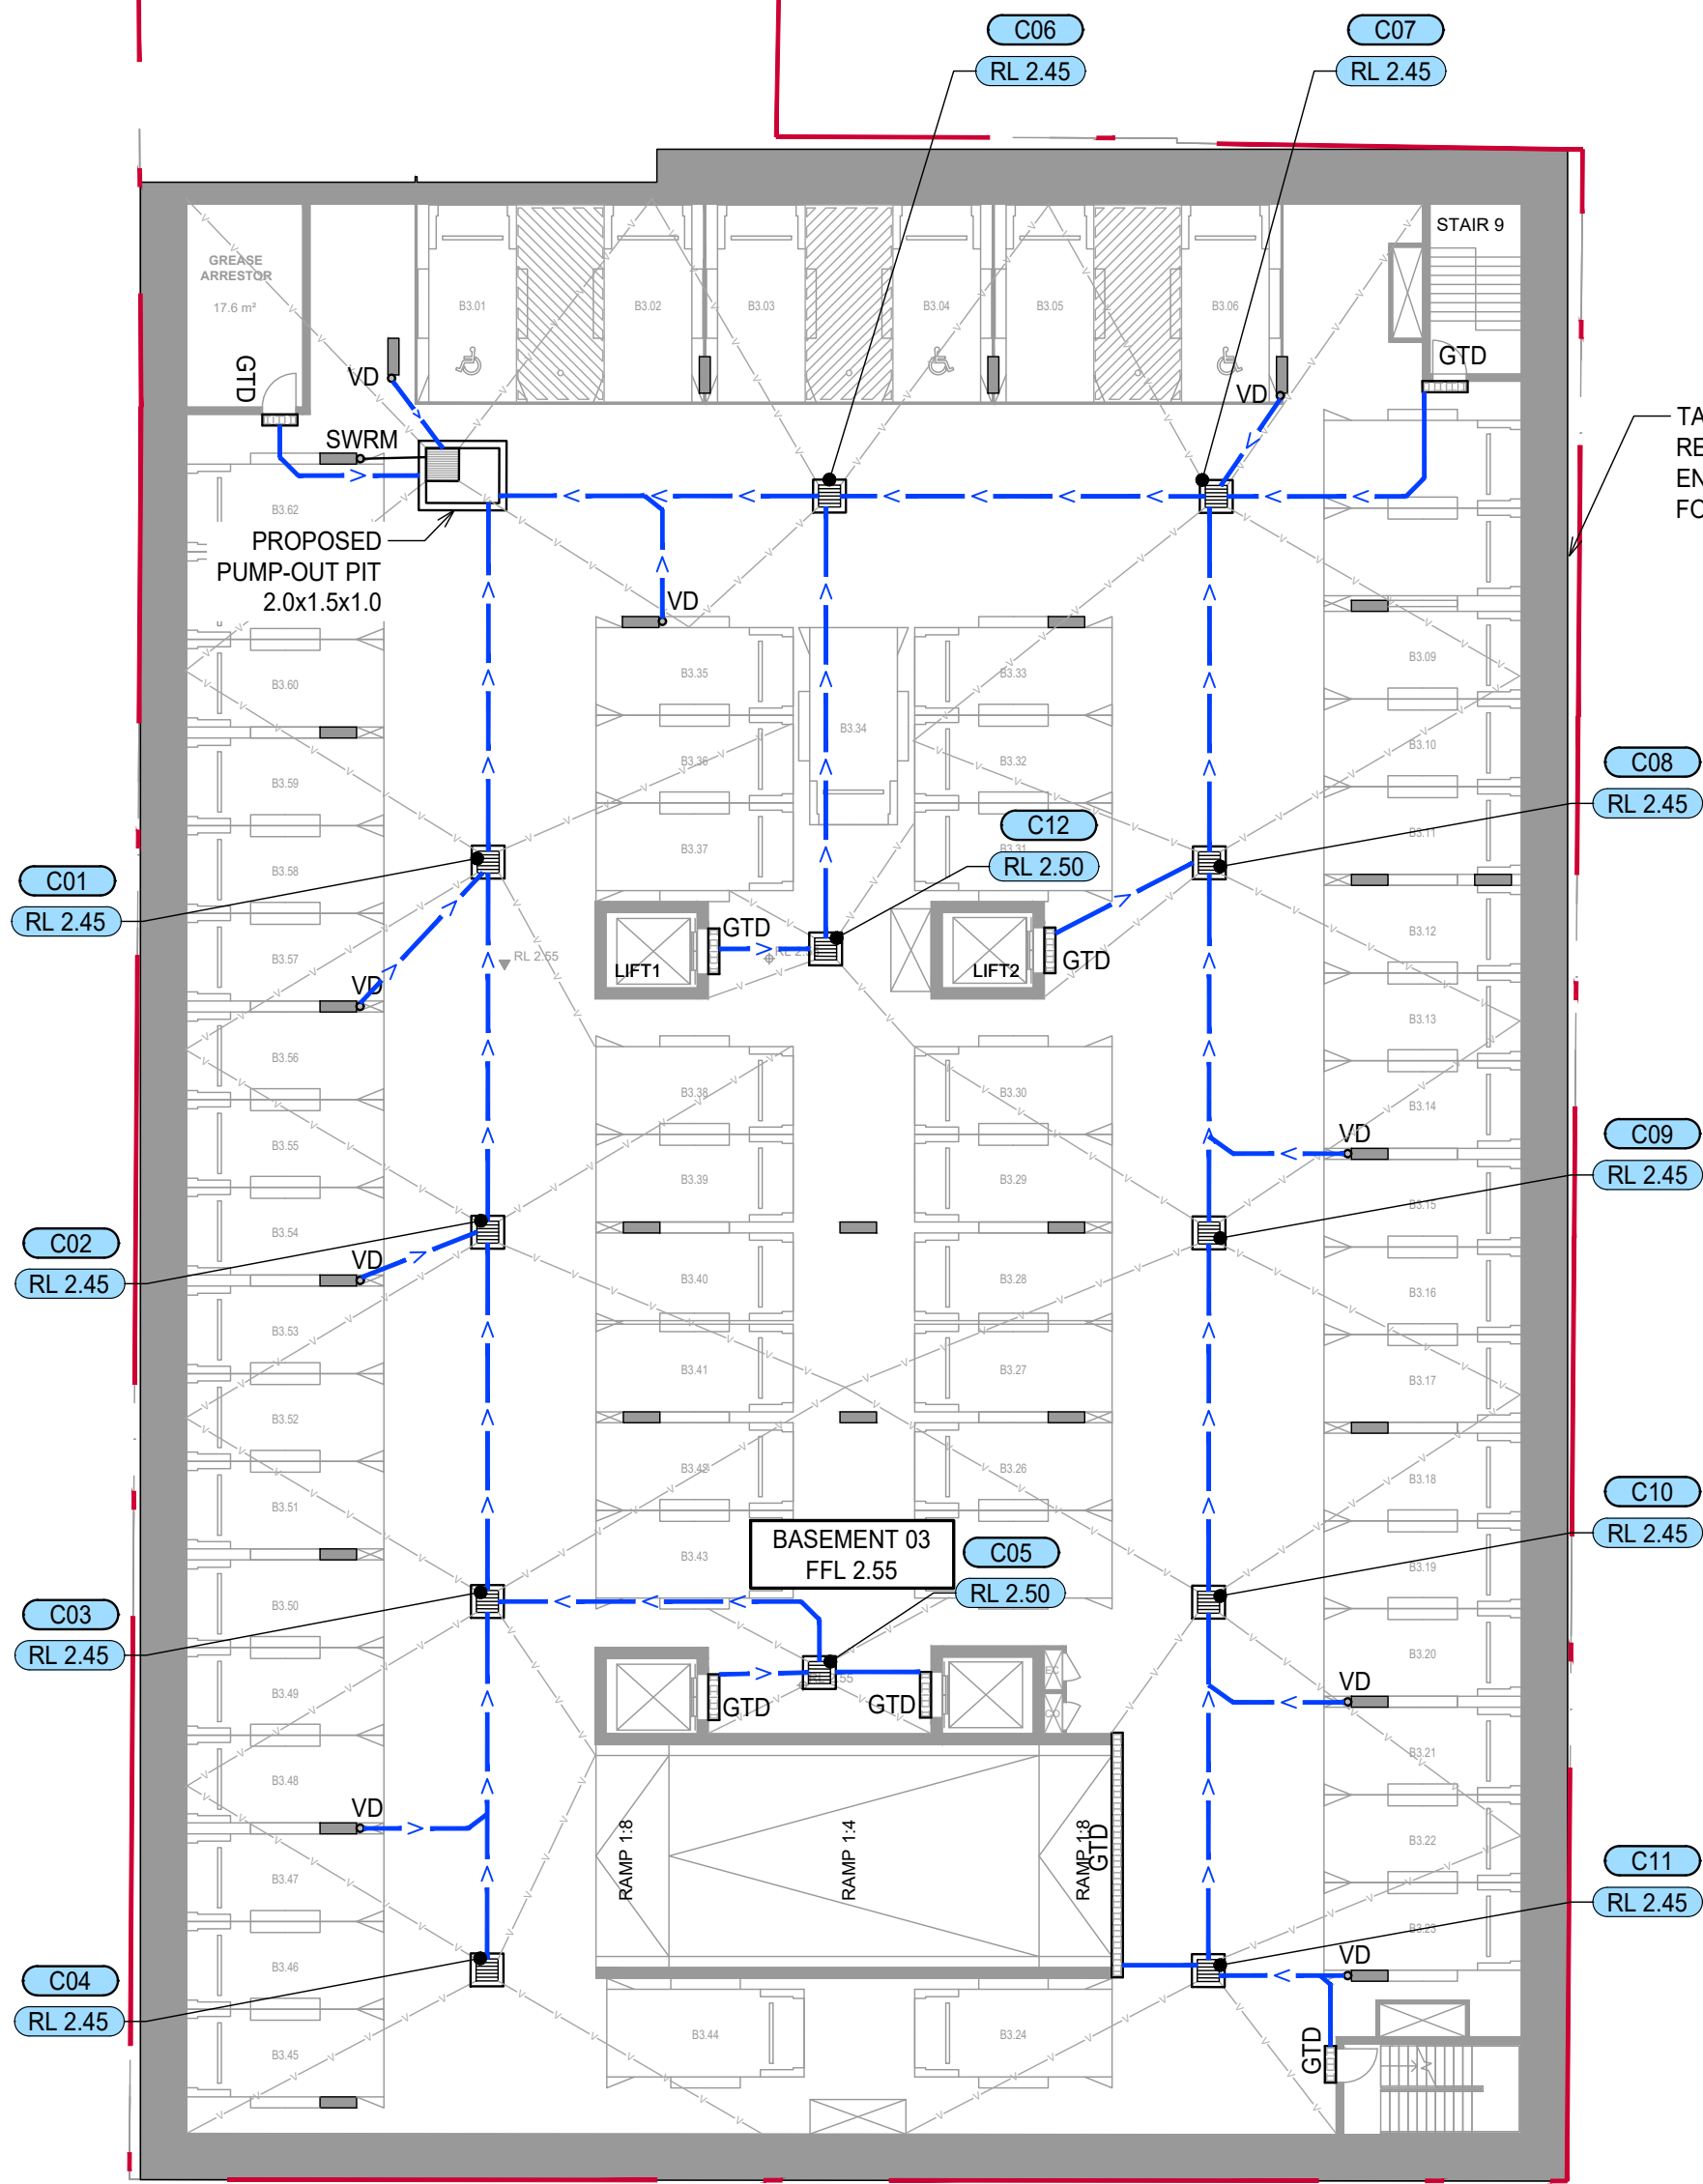 C06
RL 2.45
C07
RL 2.45
STAIR 9
GREASE
ARRESTOR
17.6 m²
B3.01
B3.02
B3.03
B3.04
B3.05
B3.06
GTD
VD
VD
GTD
SWRM
TA
RE
EN
FO
B3.62
PROPOSED
PUMP-OUT PIT
2.0x1.5x1.0
VD
B3.60
B3.35
B3.33
B3.09
B3.34
B3.10
B3.36
B3.32
C08
RL 2.45
B3.59
B3.11
C12
RL 2.50
B3.58
B3.37
B3.31
C01
RL 2.45
B3.12
GTD
B3.57
RL 2.55
LIFT1
LIFT2
GTD
VD
B3.13
B3.56
B3.38
B3.30
B3.14
C09
RL 2.45
VD
B3.55
B3.39
B3.29
B3.15
C02
RL 2.45
B3.54
VD
B3.40
B3.28
B3.16
B3.53
B3.41
B3.27
B3.17
B3.52
B3.42
B3.26
B3.18
C10
RL 2.45
B3.51
BASEMENT 03
FFL 2.55
B3.43
C05
RL 2.50
B3.19
C03
RL 2.45
B3.50
B3.20
EC
GTD
GTD
VD
B3.49
B3.21
B3.48
VD
RAMP 1:8
RAMP 1:4
RAMP 1:8
GTD
B3.22
C11
RL 2.45
B3.47
B3.23
C04
RL 2.45
B3.46
VD
B3.44
B3.24
GTD
B3.45